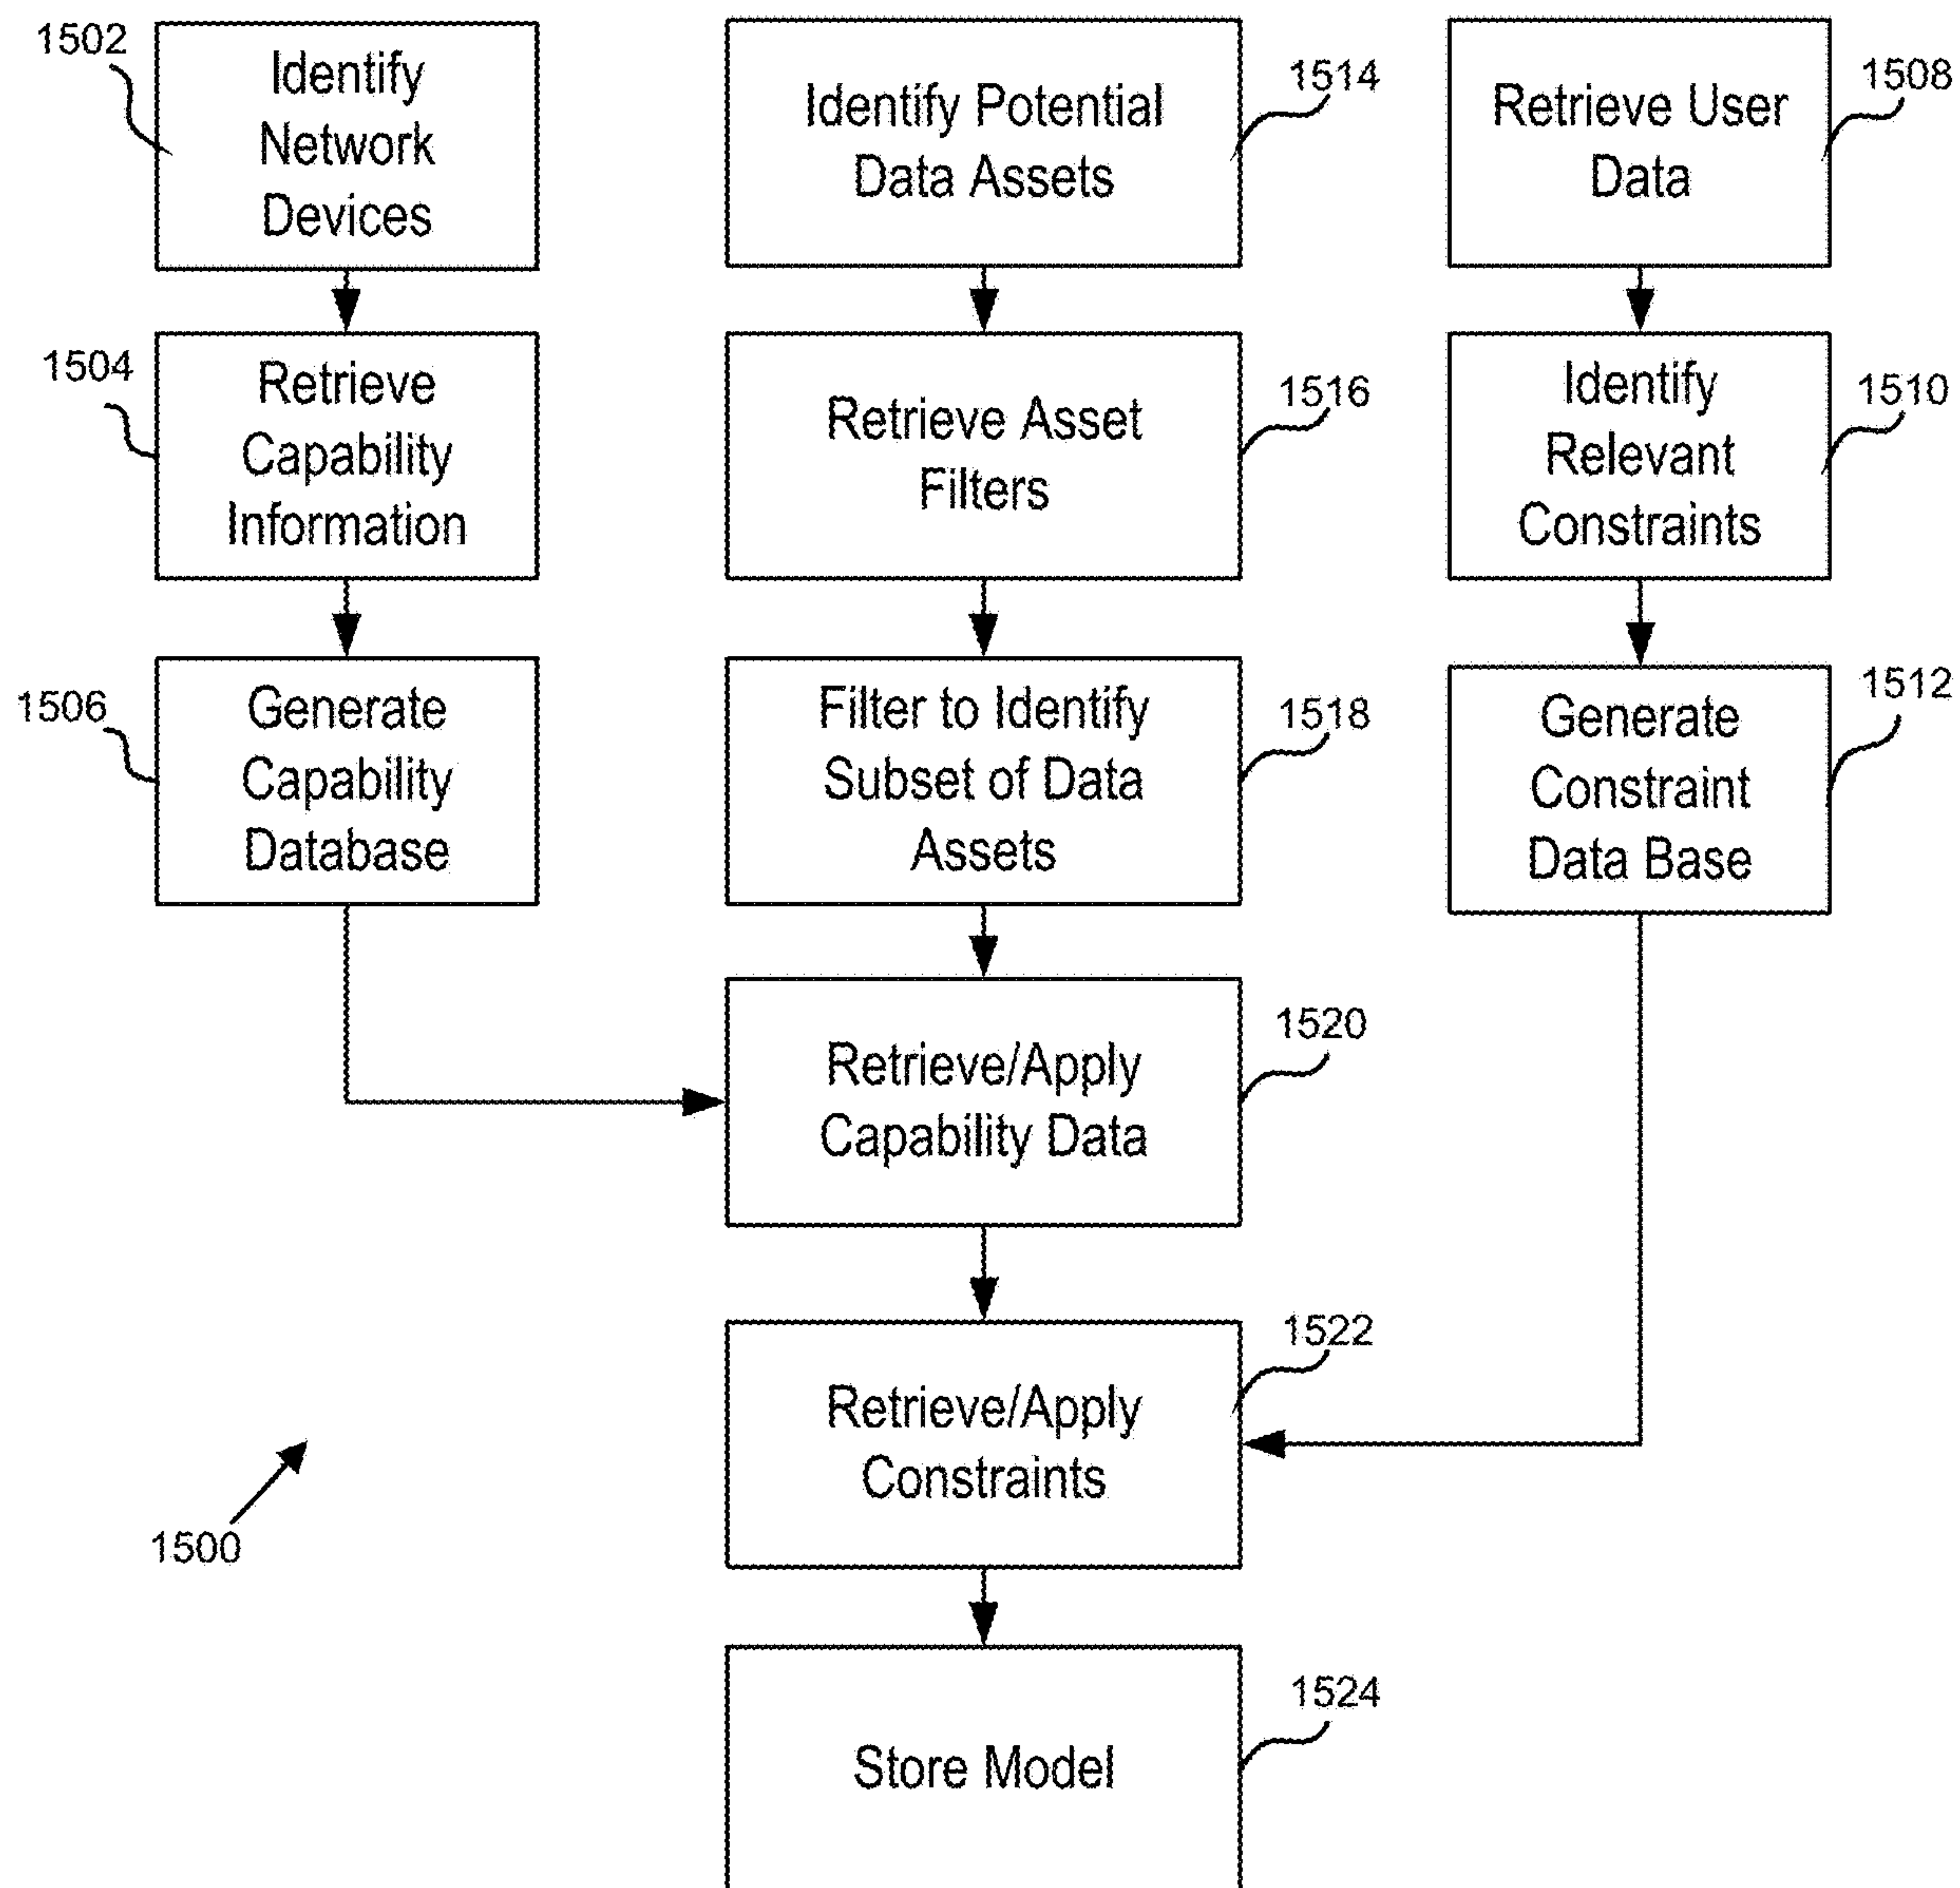 1502
Identify
Network
Devices
1514
Identify Potential
Data Assets
1508
Retrieve User
Data
1504
Retrieve
Capability
Information
1516
Retrieve Asset
Filters
1510
Identify
Relevant
Constraints
1506
Generate
Capability
Database
1518
Filter to Identify
Subset of Data
Assets
1512
Generate
Constraint
Data Base
1520
Retrieve/Apply
Capability Data
1522
Retrieve/Apply
Constraints
1500
1524
Store Model